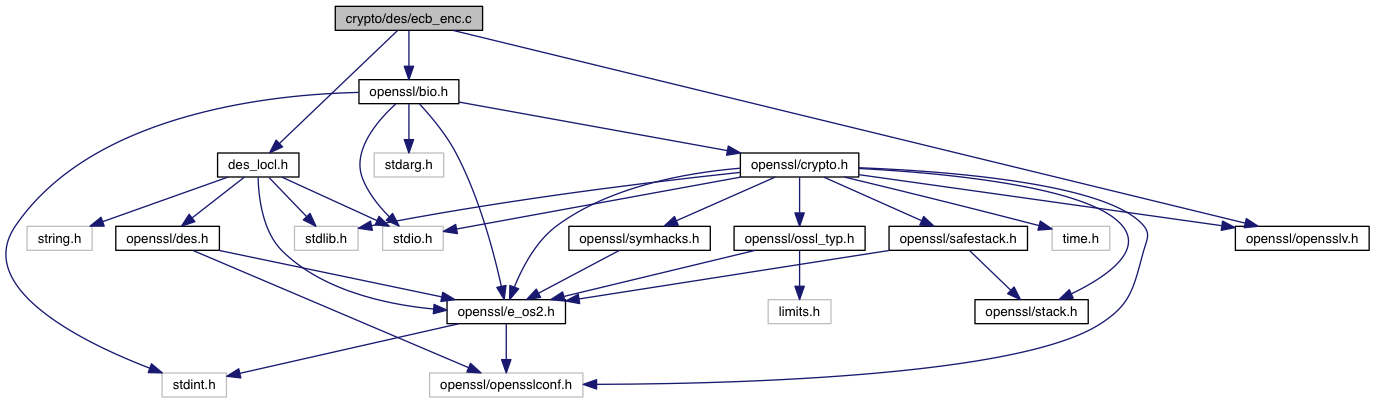 crypto/des/ecb_enc.c
openssl/bio.h
des_locl.h
stdarg.h
openssl/crypto.h
string.h
openssl/des.h
stdlib.h
stdio.h
openssl/symhacks.h
openssl/ossl_typ.h
openssl/safestack.h
time.h
openssl/opensslv.h
openssl/e_os2.h
limits.h
openssl/stack.h
stdint.h
openssl/opensslconf.h